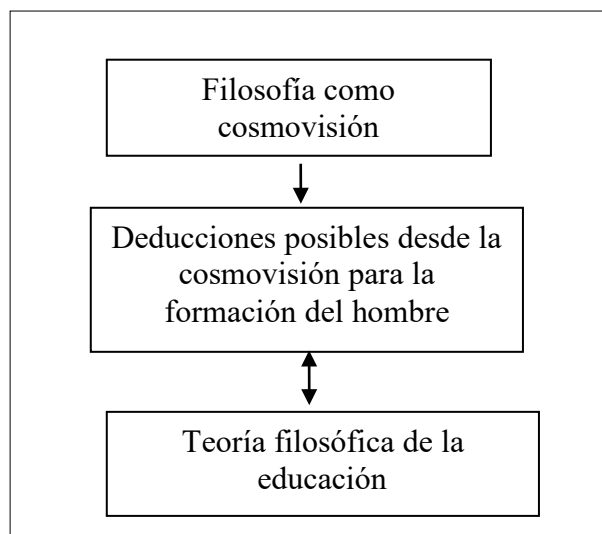 Filosofía como
cosmovisión
Deducciones posibles desde la
cosmovisión para la
formación del hombre
Teoría filosófica de la
educación